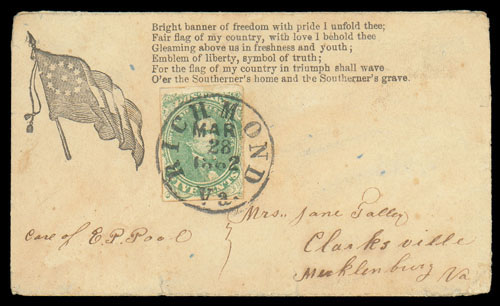 Bright banner of freedom with pride I unfold thee;
Fair flag of my country, with love I behold thee
Gleaming above us in freshness and youth;
Emblem of liberty, symbol of truth;
For the flag of my country in triumph shall wave
O'er the Southerner's home and the Southerner's grave.
RICHMOND
MAR
28
1862
Va.
FIVE CENTS
Mrs. Jane Talley
Care of E. P. Pool
Clarksville
Mecklenburg Va